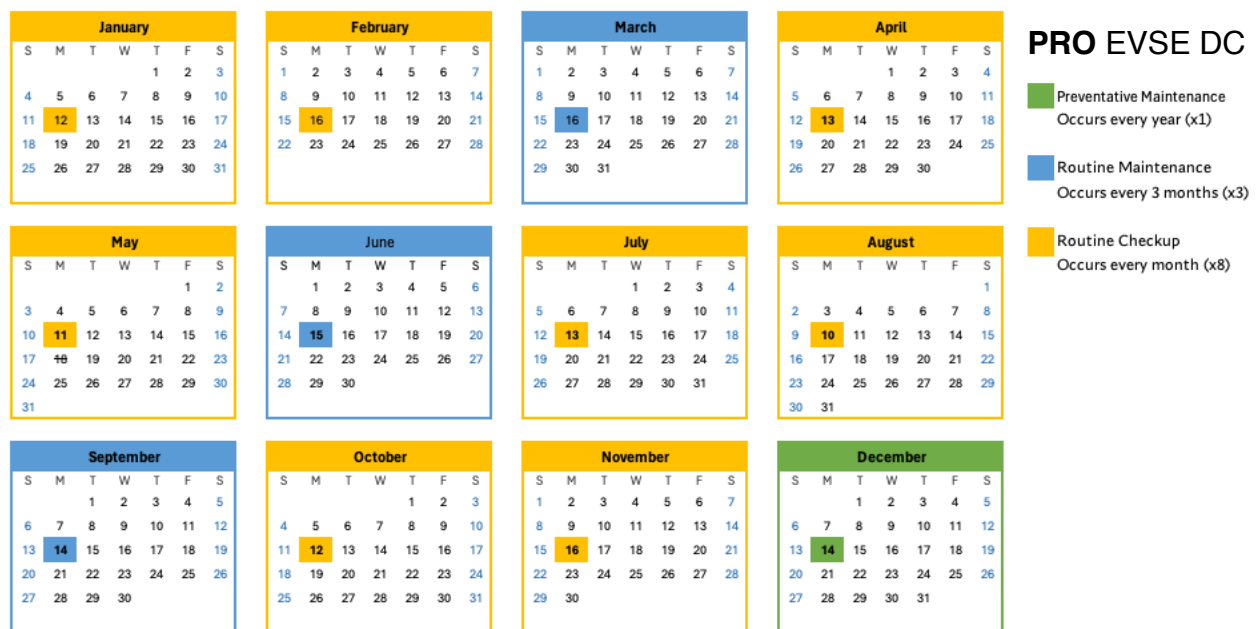 January
S M T W T F S
1 2 3
4 5 6 7 8 9 10
11 12 13 14 15 16 17
18 19 20 21 22 23 24
25 26 27 28 29 30 31
February
S M T W T F S
1 2 3 4 5 6 7
8 9 10 11 12 13 14
15 16 17 18 19 20 21
22 23 24 25 26 27 28
March
S M T W T F S
1 2 3 4 5 6 7
8 9 10 11 12 13 14
15 16 17 18 19 20 21
22 23 24 25 26 27 28
29 30 31
April
S M T W T F S
1 2 3 4
5 6 7 8 9 10 11
12 13 14 15 16 17 18
19 20 21 22 23 24 25
26 27 28 29 30
PRO EVSE DC
Preventative Maintenance
Occurs every year (x1)
Routine Maintenance
Occurs every 3 months (x3)
Routine Checkup
Occurs every month (x8)
May
S M T W T F S
1 2
3 4 5 6 7 8 9
10 11 12 13 14 15 16
17 18 19 20 21 22 23
24 25 26 27 28 29 30
31
June
S M T W T F S
1 2 3 4 5 6
7 8 9 10 11 12 13
14 15 16 17 18 19 20
21 22 23 24 25 26 27
28 29 30
July
S M T W T F S
1 2 3 4
5 6 7 8 9 10 11
12 13 14 15 16 17 18
19 20 21 22 23 24 25
26 27 28 29 30 31
August
S M T W T F S
1
2 3 4 5 6 7 8
9 10 11 12 13 14 15
16 17 18 19 20 21 22
23 24 25 26 27 28 29
30 31
September
S M T W T F S
1 2 3 4 5
6 7 8 9 10 11 12
13 14 15 16 17 18 19
20 21 22 23 24 25 26
27 28 29 30
October
S M T W T F S
1 2 3
4 5 6 7 8 9 10
11 12 13 14 15 16 17
18 19 20 21 22 23 24
25 26 27 28 29 30 31
November
S M T W T F S
1 2 3 4 5 6 7
8 9 10 11 12 13 14
15 16 17 18 19 20 21
22 23 24 25 26 27 28
29 30
December
S M T W T F S
1 2 3 4 5
6 7 8 9 10 11 12
13 14 15 16 17 18 19
20 21 22 23 24 25 26
27 28 29 30 31